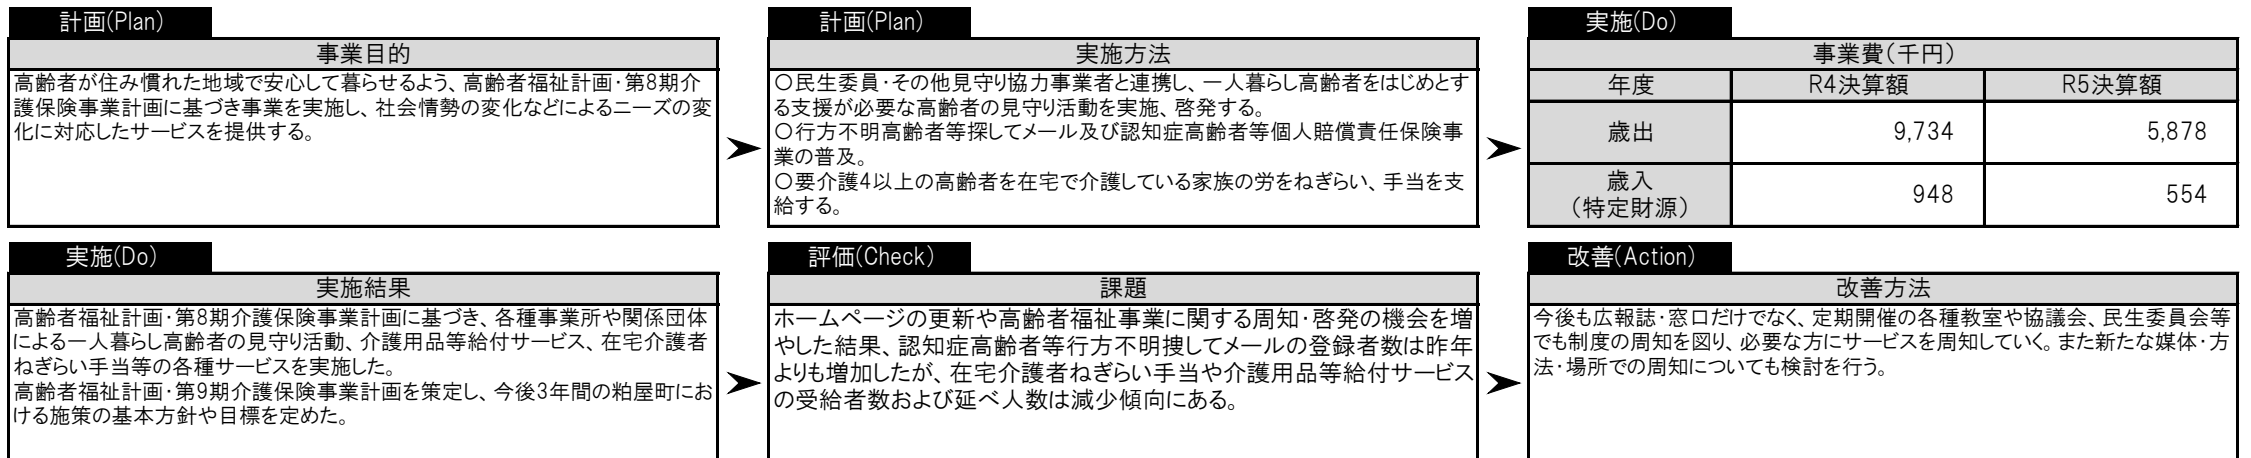 計画(Plan)
事業目的
高齢者が住み慣れた地域で安心して暮らせるよう、高齢者福祉計画・第8期介
護保険事業計画に基づき事業を実施し、社会情勢の変化などによるニーズの変
化に対応したサービスを提供する。
計画(Plan)
実施方法
〇民生委員・その他見守り協力事業者と連携し、一人暮らし高齢者をはじめとす
る支援が必要な高齢者の見守り活動を実施、啓発する。
〇行方不明高齢者等探してメール及び認知症高齢者等個人賠償責任保険事
業の普及。
〇要介護4以上の高齢者を在宅で介護している家族の労をねぎらい、手当を支
給する。
実施(Do)
事業費(千円)
年度 R4決算額 R5決算額
歳出 9,734 5,878
歳入
(特定財源) 948 554
実施(Do)
実施結果
高齢者福祉計画・第8期介護保険事業計画に基づき、各種事業所や関係団体
による一人暮らし高齢者の見守り活動、介護用品等給付サービス、在宅介護者
ねぎらい手当等の各種サービスを実施した。
高齢者福祉計画・第9期介護保険事業計画を策定し、今後3年間の粕屋町にお
ける施策の基本方針や目標を定めた。
評価(Check)
課題
ホームページの更新や高齢者福祉事業に関する周知・啓発の機会を増
やした結果、認知症高齢者等行方不明捜してメールの登録者数は昨年
よりも増加したが、在宅介護者ねぎらい手当や介護用品等給付サービス
の受給者数および延べ人数は減少傾向にある。
改善(Action)
改善方法
今後も広報誌・窓口だけでなく、定期開催の各種教室や協議会、民生委員会等
でも制度の周知を図り、必要な方にサービスを周知していく。また新たな媒体・方
法・場所での周知についても検討を行う。